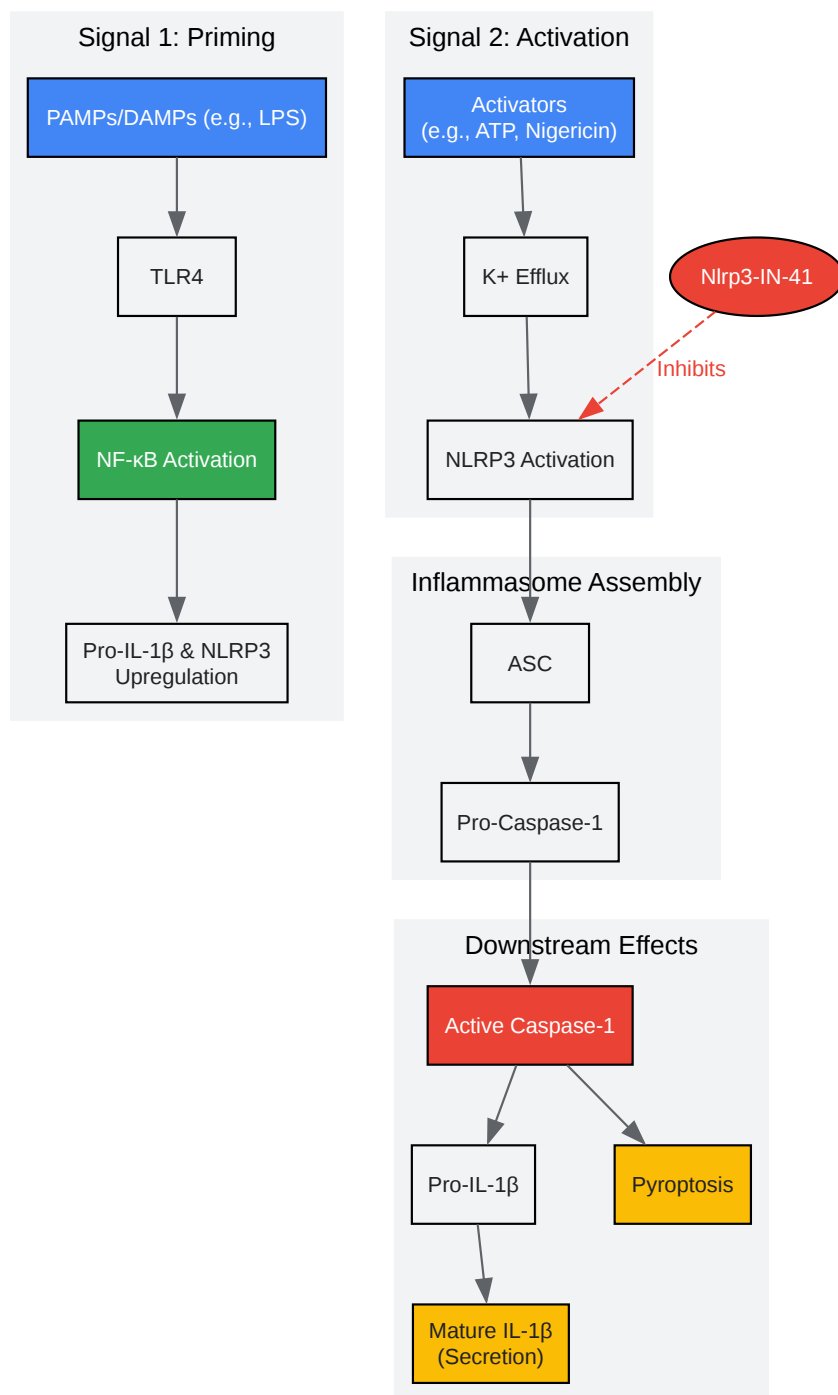 Signal 1: Priming
PAMPs/DAMPs (e.g., LPS)
TLR4
NF-κB Activation
Pro-IL-1β & NLRP3
Upregulation
Signal 2: Activation
Activators
(e.g., ATP, Nigericin)
K+ Efflux
Nlrp3-IN-41
Inhibits
NLRP3 Activation
Inflammasome Assembly
ASC
Pro-Caspase-1
Downstream Effects
Active Caspase-1
Pro-IL-1β
Pyroptosis
Mature IL-1β
(Secretion)